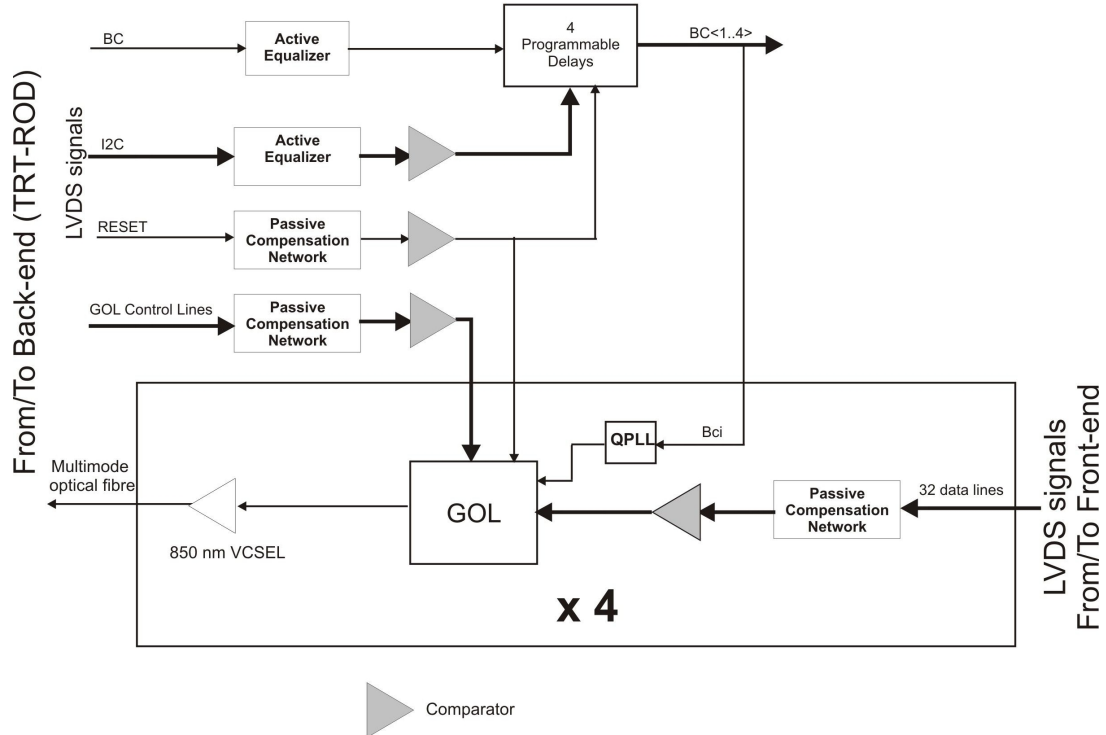 BC
Active
Equalizer
4
Programmable
Delays
BC<1..4>
From/To Back-end (TRT-ROD)
LVDS signals
I2C
Active
Equalizer
RESET
Passive
Compensation
Network
GOL Control Lines
Passive
Compensation
Network
QPLL
Bci
Multimode
optical fibre
850 nm VCSEL
GOL
Passive
Compensation
Network
32 data lines
LVDS signals
From/To Front-end
x 4
Comparator